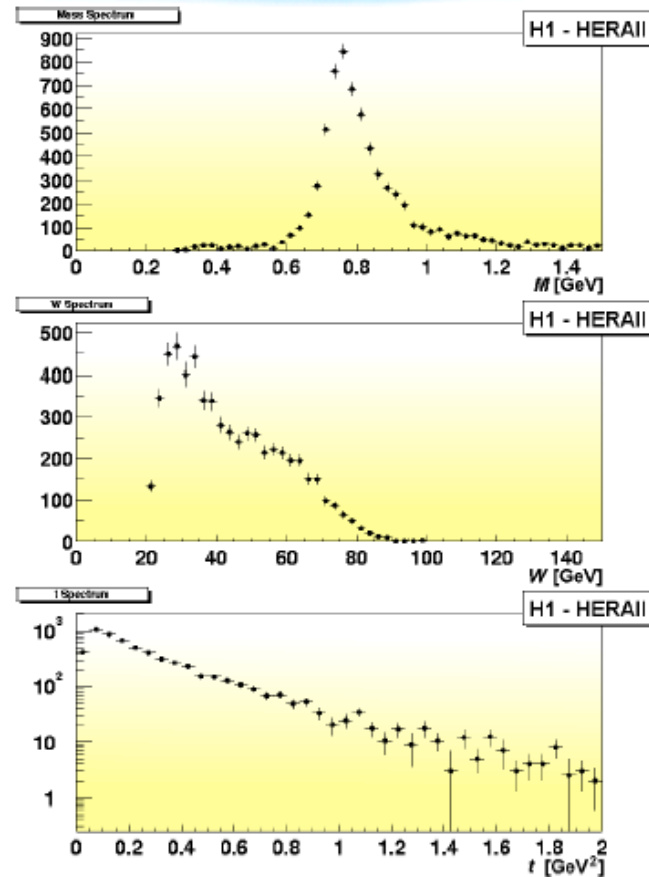 Mass Spectrum
H1 - HERAII
900
800
700
600
500
400
300
200
100
0
0 0.2 0.4 0.6 0.8 1 1.2 1.4
M [GeV]
W Spectrum
H1 - HERAII
500
400
300
200
100
0
0 20 40 60 80 100 120 140
W [GeV]
t Spectrum
H1 - HERAII
10³
10²
10
1
0 0.2 0.4 0.6 0.8 1 1.2 1.4 1.6 1.8 2
t [GeV²]